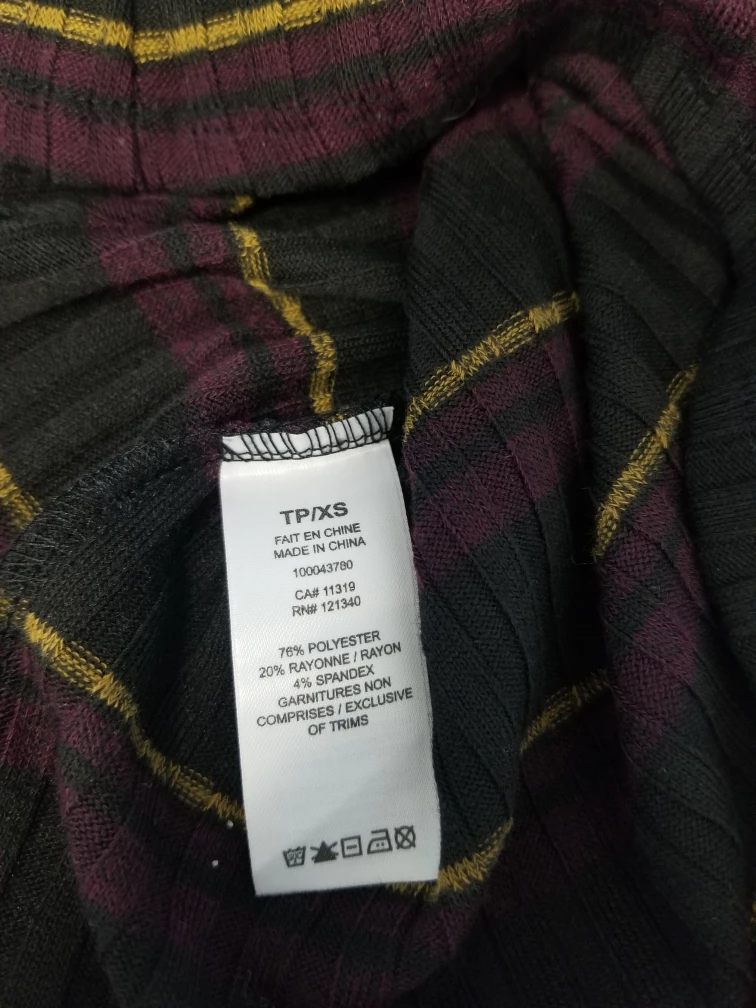 TP/XS
FAIT EN CHINE
MADE IN CHINA
100043780
CA# 11319
RN# 121340
76% POLYESTER
20% RAYONNE / RAYON
4% SPANDEX
GARNITURES NON
COMPRISES / EXCLUSIVE
OF TRIMS